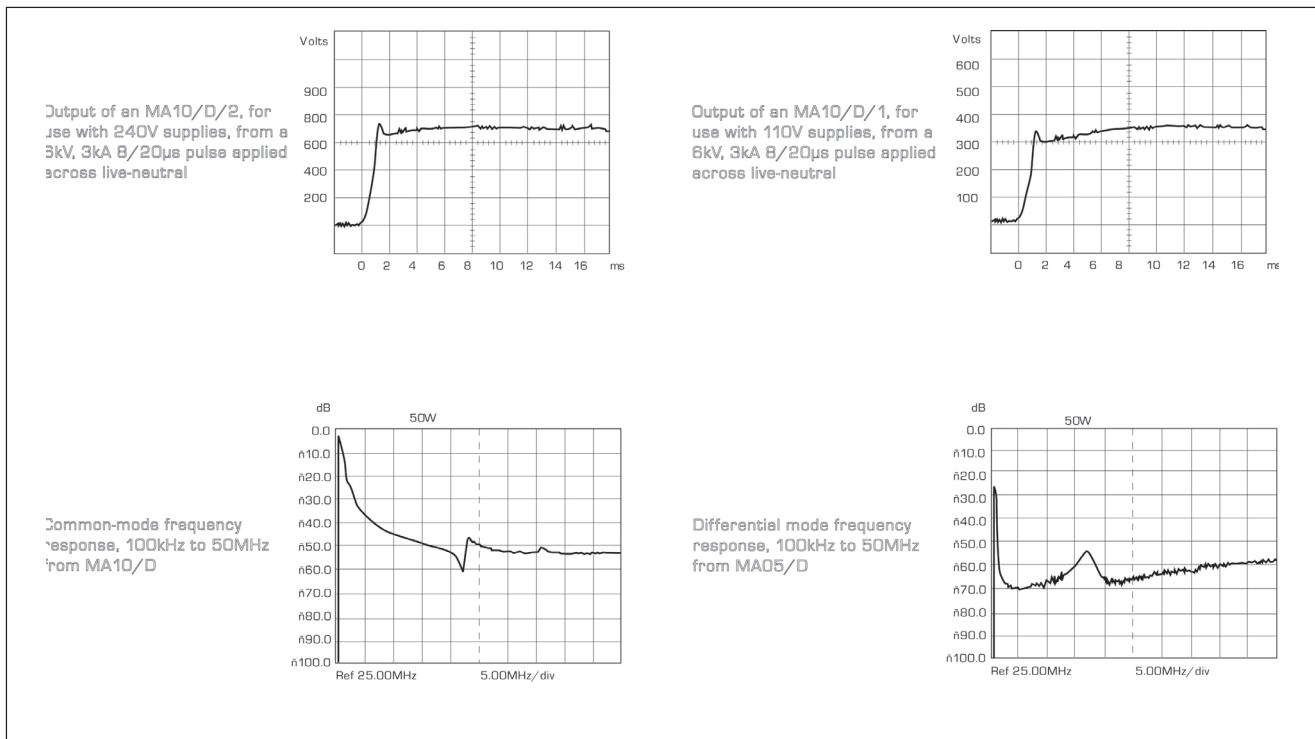 Output of an MA10/D/2, for
use with 240V supplies, from a
6kV, 3kA 8/20µs pulse applied
across live-neutral
Volts
900
800
600
400
200
0 2 4 6 8 10 12 14 16 ms
Output of an MA10/D/1, for
use with 110V supplies, from a
6kV, 3kA 8/20µs pulse applied
across live-neutral
Volts
600
500
400
300
200
100
0 2 4 6 8 10 12 14 16 ms
Common-mode frequency
response, 100kHz to 50MHz
from MA10/D
dB
50W
0.0
ñ10.0
ñ20.0
ñ30.0
ñ40.0
ñ50.0
ñ60.0
ñ70.0
ñ80.0
ñ90.0
ñ100.0
Ref 25.00MHz 5.00MHz/div
Differential mode frequency
response, 100kHz to 50MHz
from MA05/D
dB
50W
0.0
ñ10.0
ñ20.0
ñ30.0
ñ40.0
ñ50.0
ñ60.0
ñ70.0
ñ80.0
ñ90.0
ñ100.0
Ref 25.00MHz 5.00MHz/div